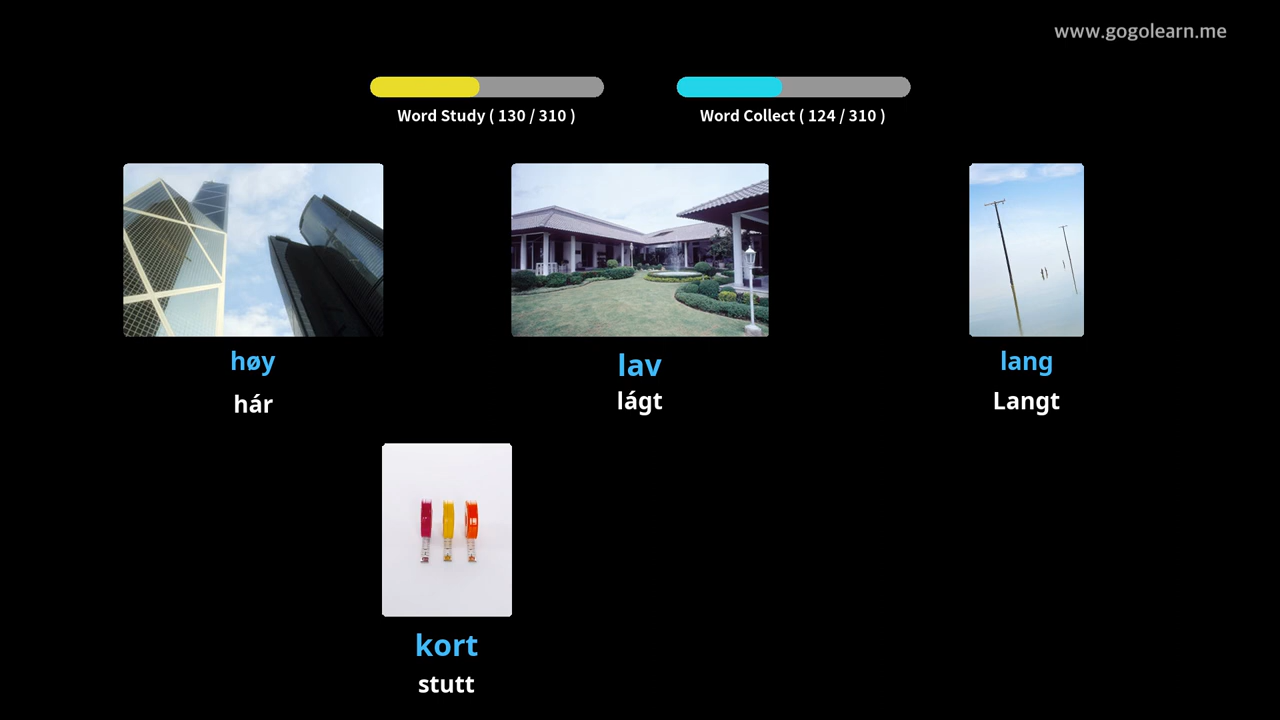 www.gogolearn.me
Word Study ( 130 / 310 )
Word Collect ( 124 / 310 )
høy
hár
lav
lágt
lang
Langt
kort
stutt